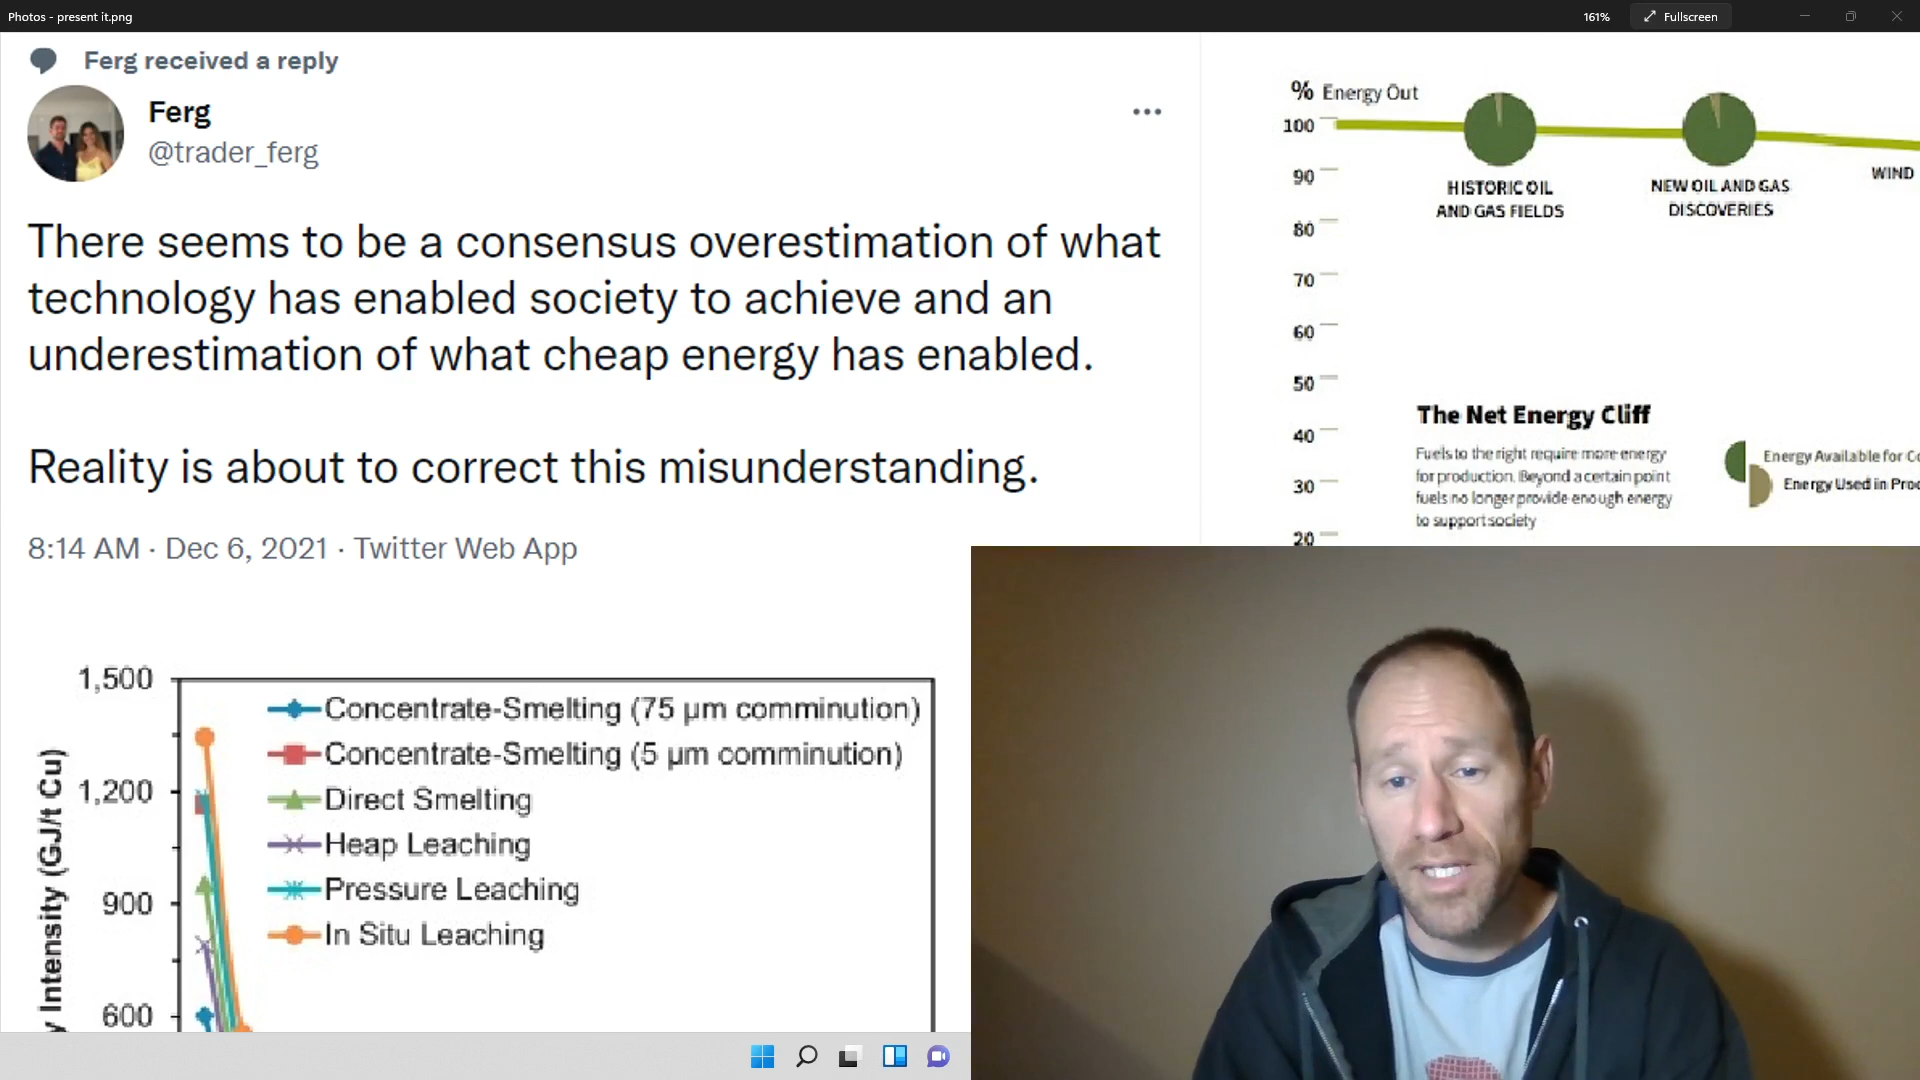 Photos - present it.png
161%
Fullscreen
Ferg received a reply
Ferg
@trader_ferg
There seems to be a consensus overestimation of what
technology has enabled society to achieve and an
underestimation of what cheap energy has enabled.
Reality is about to correct this misunderstanding.
8:14 AM · Dec 6, 2021 · Twitter Web App
1,500
1,200
900
600
y Intensity (GJ/t Cu)
Concentrate-Smelting (75 µm comminution)
Concentrate-Smelting (5 µm comminution)
Direct Smelting
Heap Leaching
Pressure Leaching
In Situ Leaching
% Energy Out
100
90
80
70
60
50
40
30
20
HISTORIC OIL
AND GAS FIELDS
NEW OIL AND GAS
DISCOVERIES
WIND
The Net Energy Cliff
Fuels to the right require more energy
for production. Beyond a certain point
fuels no longer provide enough energy
to support society
Energy Available for Co
Energy Used in Proc